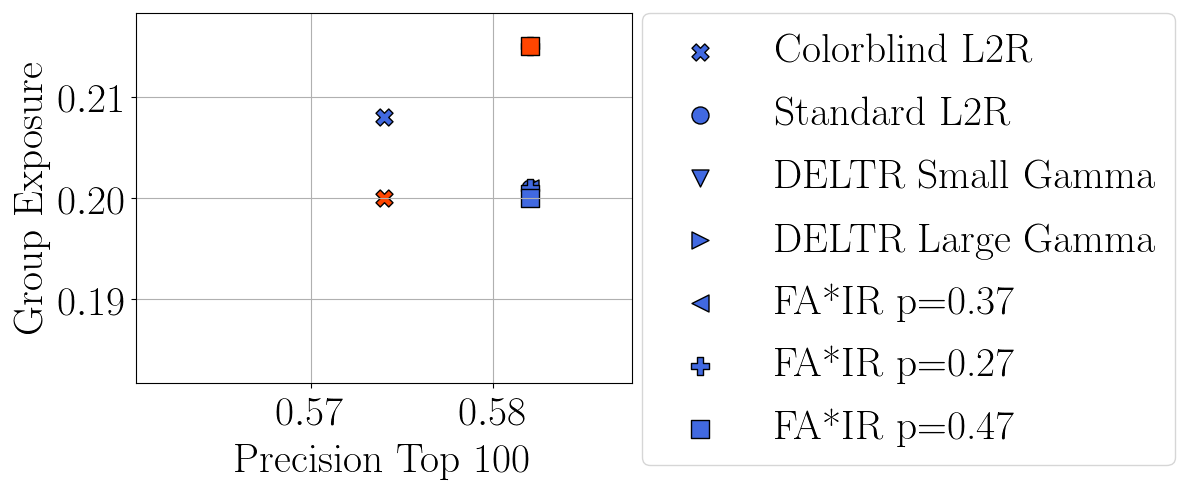 Group Exposure
0.21
0.20
0.19
0.57 0.58
Precision Top 100
Colorblind L2R
Standard L2R
DELTR Small Gamma
DELTR Large Gamma
FA*IR p=0.37
FA*IR p=0.27
FA*IR p=0.47